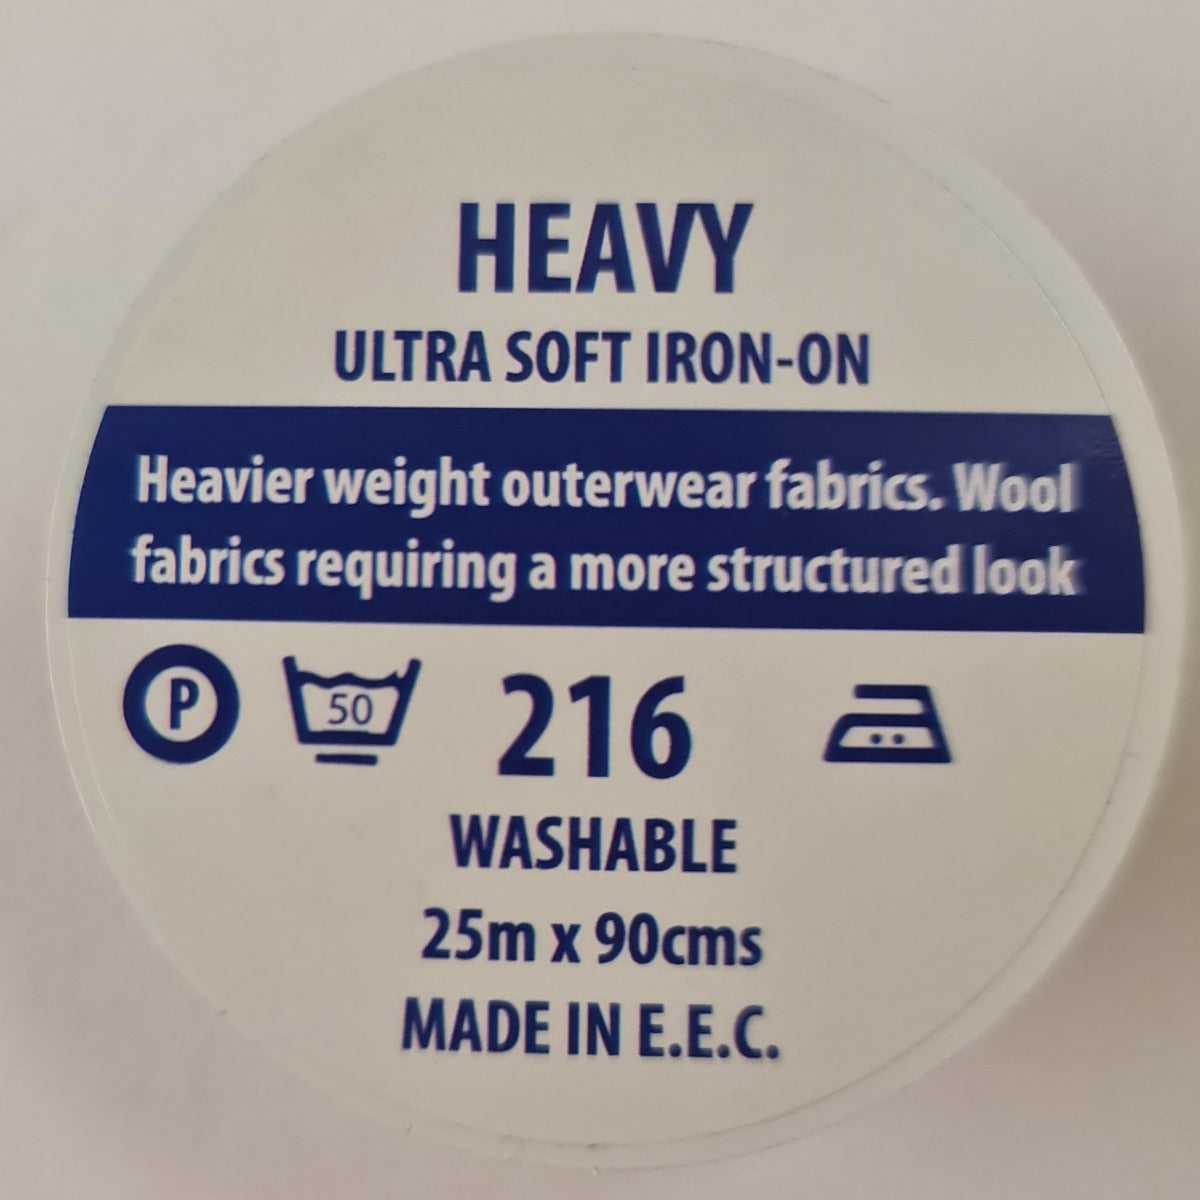 HEAVY
ULTRA SOFT IRON-ON
Heavier weight outerwear fabrics. Wool
fabrics requiring a more structured look
P 50 216
WASHABLE
25m x 90cms
MADE IN E.E.C.